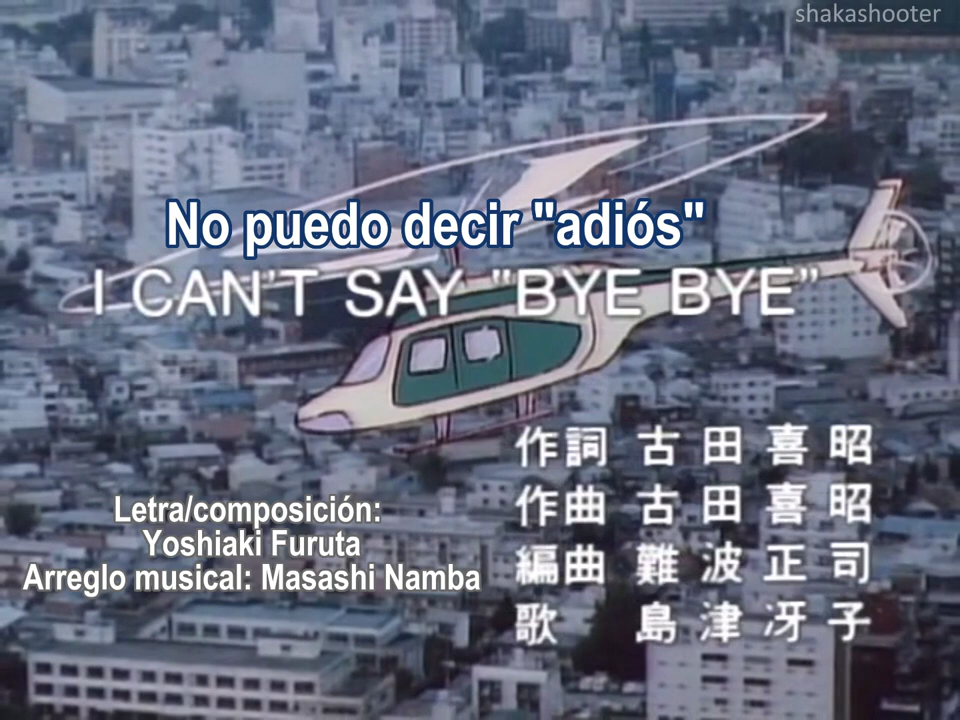 shakashooter
No puedo decir "adiós"
I CAN'T SAY "BYE BYE"
作詞 古田喜昭
作曲 古田喜昭
編曲 難波正司
歌 島津冴子
Letra/composición:
Yoshiaki Furuta
Arreglo musical: Masashi Namba